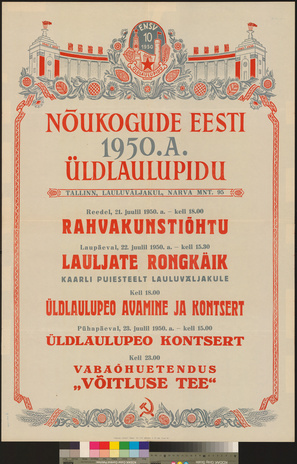 ENSV
10
1950
NÕUKOGUDE EESTI
1950.A.
ÜLDLAULUPIDU
TALLINN, LAULUVÄLJAKUL, NARVA MNT. 95
Reedel, 21. juulil 1950. a. – kell 18.00
RAHVAKUNSTIÕHTU
Laupäeval, 22. juulil 1950. a. – kell 15.30
LAULJATE RONGKÄIK
KAARLI PUIESTEELT LAULUVÄLJAKULE
Kell 18.00
ÜLDLAULUPEO AVAMINE JA KONTSERT
Pühapäeval, 23. juulil 1950. a. – kell 15.00
ÜLDLAULUPEO KONTSERT
Kell 23.00
VABAÕHUETENDUS
„VÕITLUSE TEE“